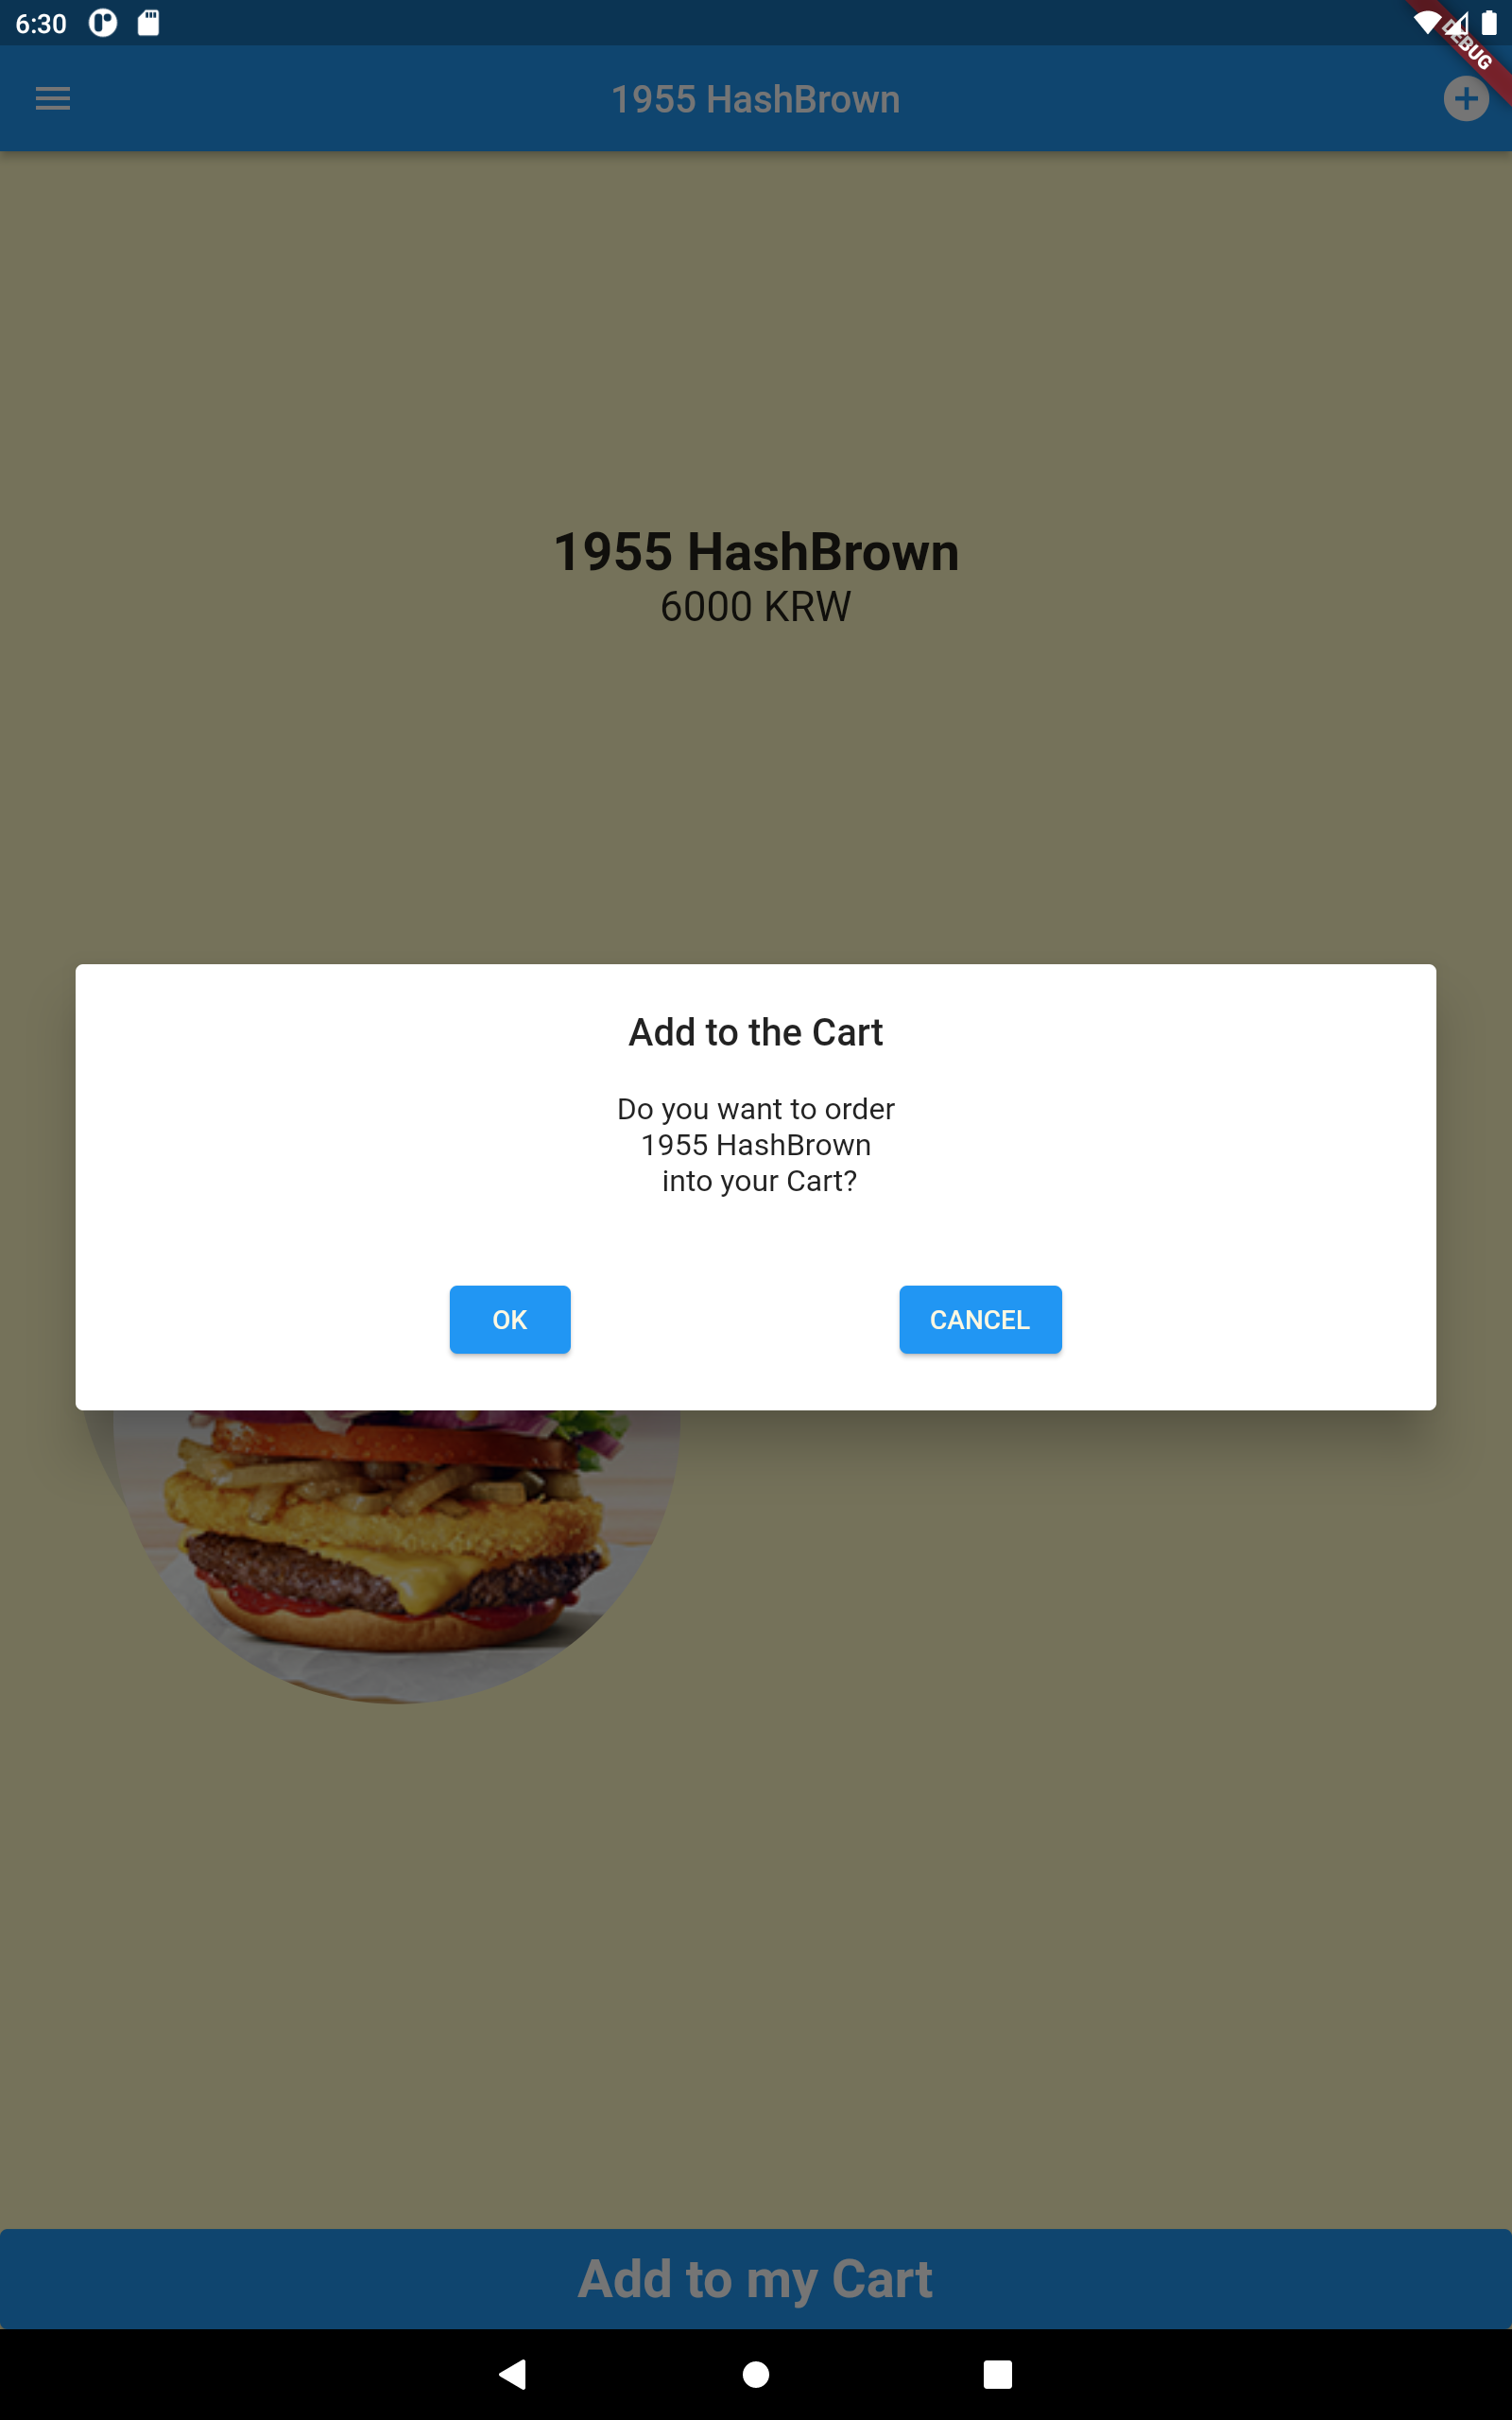 6:30
DEBUG
1955 HashBrown
1955 HashBrown
6000 KRW
Add to the Cart
Do you want to order
1955 HashBrown
into your Cart?
OK
CANCEL
Add to my Cart